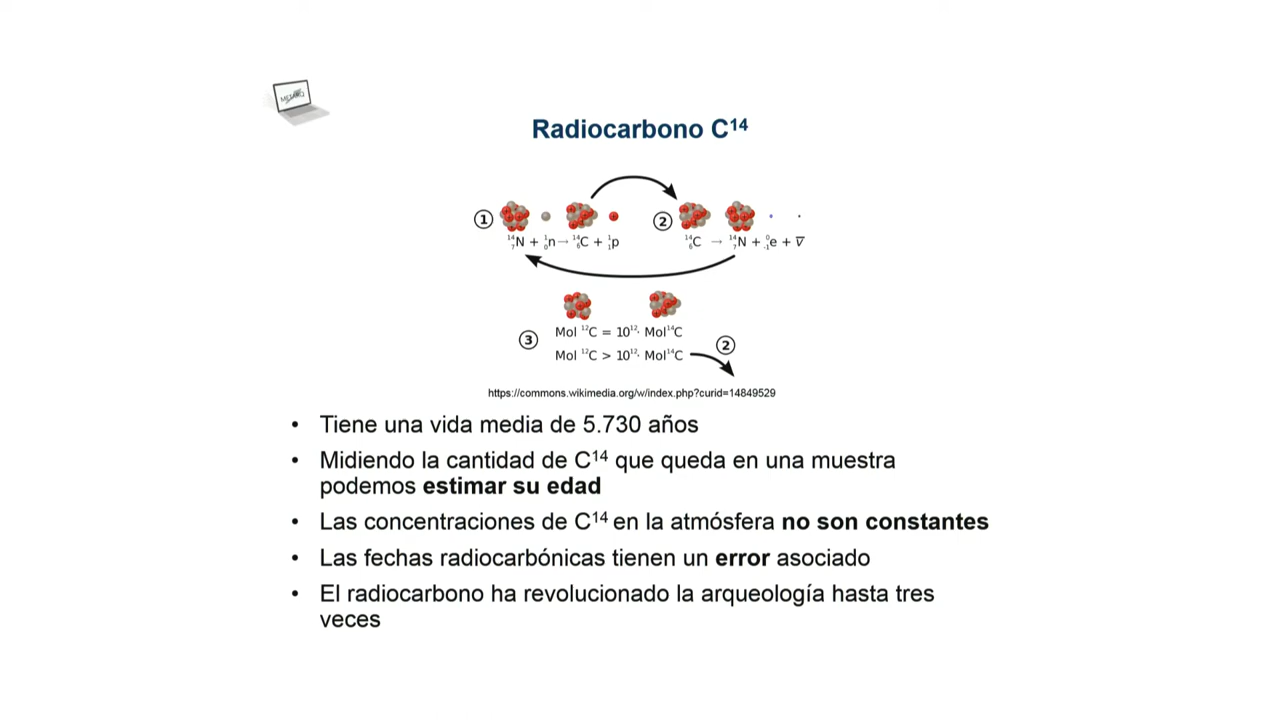 METARQ
Radiocarbono C¹⁴
① ②
¹⁴₇N + ¹₀n → ¹⁴₆C + ¹₁p ¹⁴₆C → ¹⁴₇N + ⁰₋₁e + ν̅
③ Mol ¹²C = 10¹²· Mol¹⁴C
Mol ¹²C > 10¹²· Mol¹⁴C ②
https://commons.wikimedia.org/w/index.php?curid=14849529
• Tiene una vida media de 5.730 años
• Midiendo la cantidad de C¹⁴ que queda en una muestra
podemos estimar su edad
• Las concentraciones de C¹⁴ en la atmósfera no son constantes
• Las fechas radiocarbónicas tienen un error asociado
• El radiocarbono ha revolucionado la arqueología hasta tres
veces